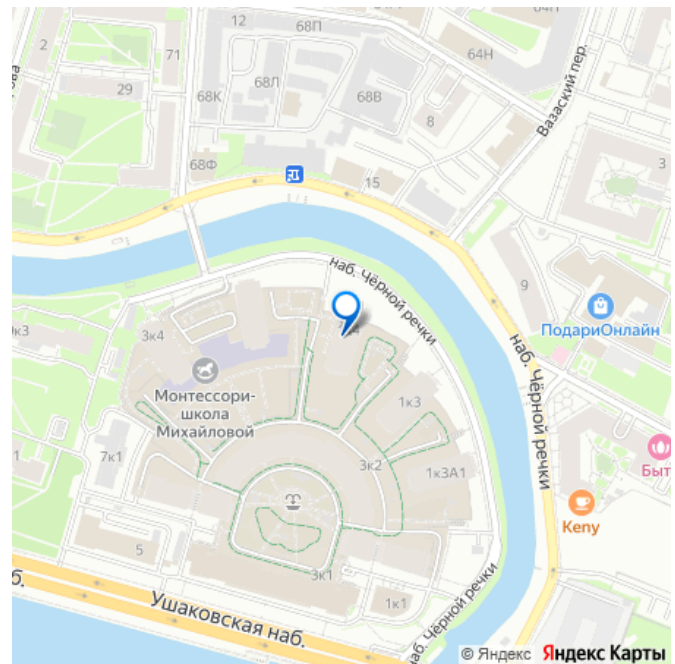 2
12
68П
64Н
71
29
68Л
68К
68В
8
Вазаский пер.
3
68Ф
15
наб. Чёрной речки
9
ПодариОнлайн
3к4
Монтессори-
школа
Михайловой
1к3
наб. Чёрной речки
7к1
3к2
1к3А1
Быт
Кепу
5
3к1
1к1
Ушаковская наб.
наб. Чёрной речки
© Яндекс Яндекс Карты